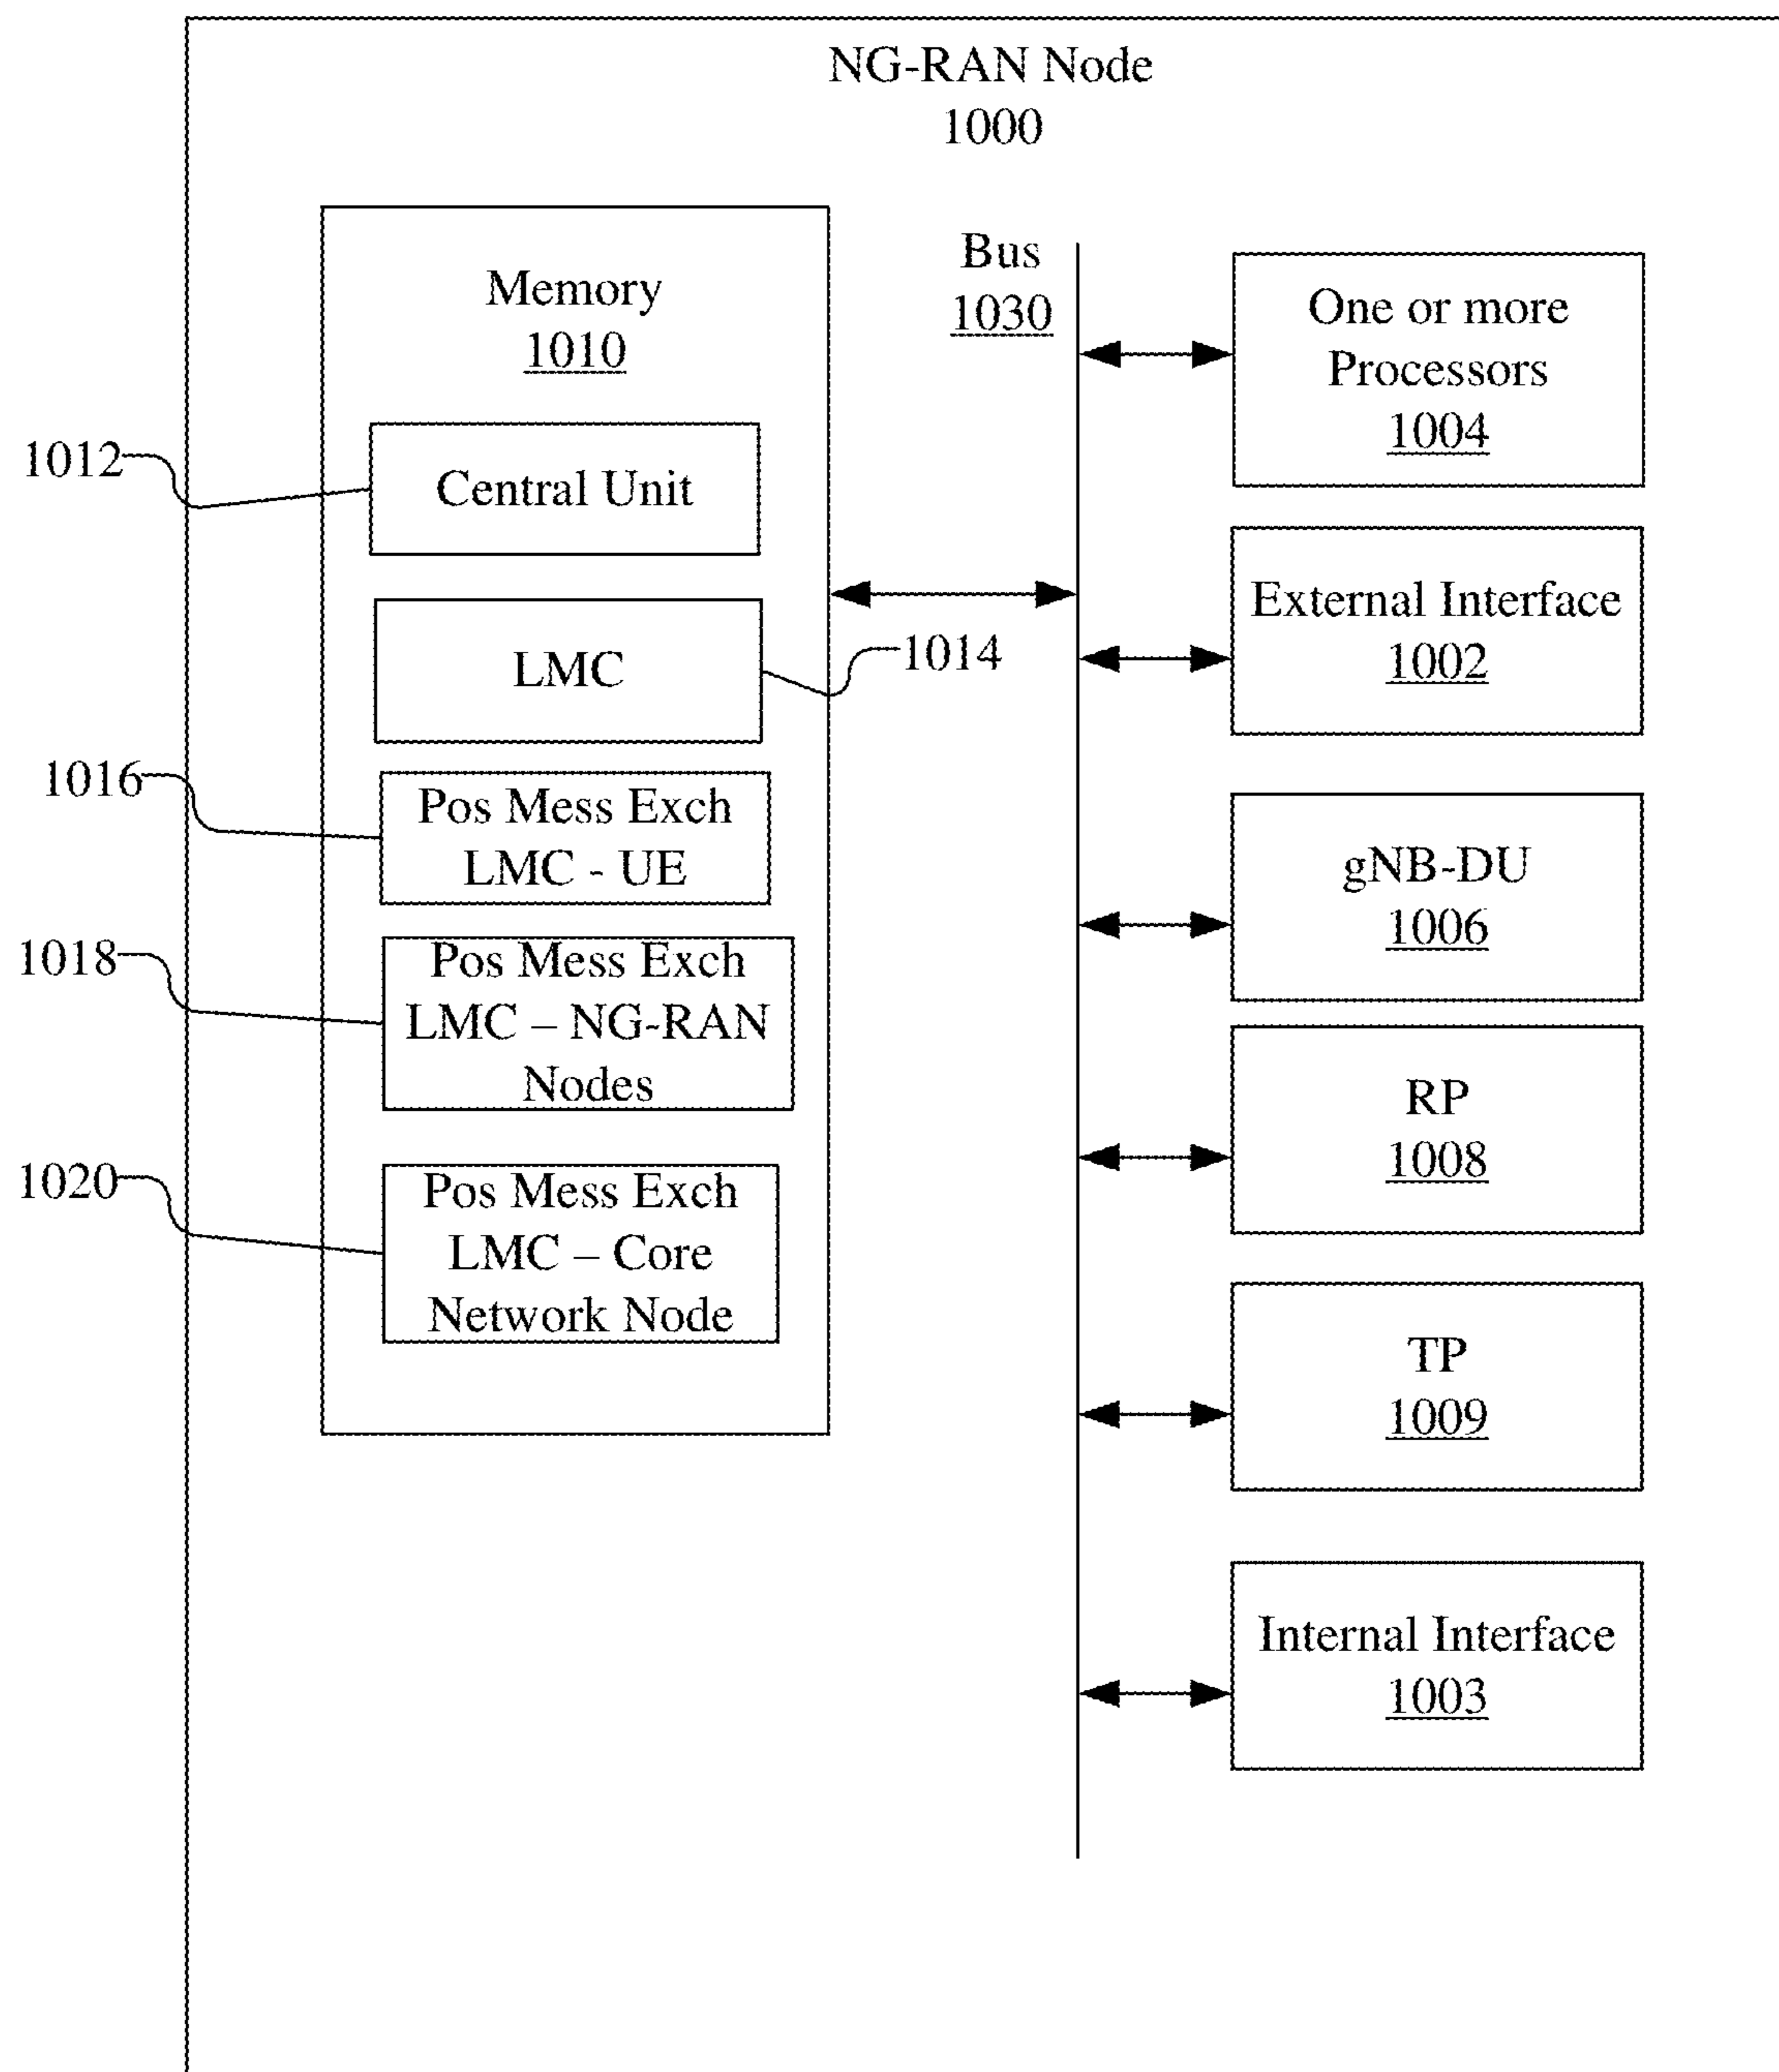 NG-RAN Node
1000
Memory
1010
1012
Central Unit
LMC
1014
1016
Pos Mess Exch
LMC - UE
1018
Pos Mess Exch
LMC – NG-RAN
Nodes
1020
Pos Mess Exch
LMC – Core
Network Node
Bus
1030
One or more
Processors
1004
External Interface
1002
gNB-DU
1006
RP
1008
TP
1009
Internal Interface
1003